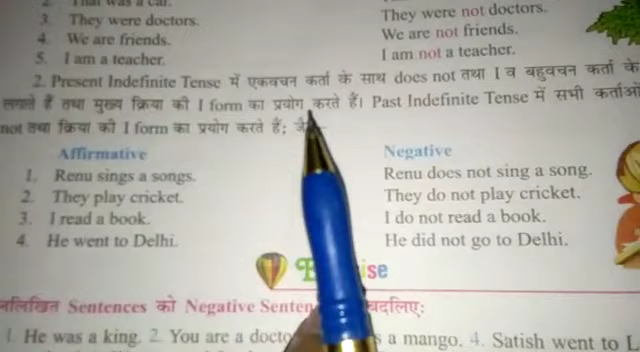 2. That was a car.
3. They were doctors. They were not doctors.
4. We are friends. We are not friends.
5. I am a teacher. I am not a teacher.
2. Present Indefinite Tense में एकवचन कर्ता के साथ does not तथा I व बहुवचन कर्ता के
लगाते हैं तथा मुख्य क्रिया की I form का प्रयोग करते हैं। Past Indefinite Tense में सभी कर्ताओं
not तथा क्रिया की I form का प्रयोग करते हैं;
Affirmative Negative
1. Renu sings a songs. Renu does not sing a song.
2. They play cricket. They do not play cricket.
3. I read a book. I do not read a book.
4. He went to Delhi. He did not go to Delhi.
Sentences को Negative
1. He was a king. 2. You are a a mango. 4. Satish went to